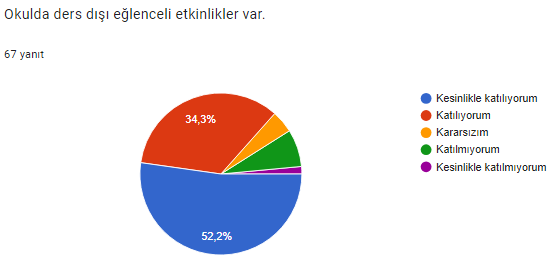 Okulda ders dışı eğlenceli etkinlikler var.
67 yanıt
34,3%
52,2%
Kesinlikle katılıyorum
Katılıyorum
Kararsızım
Katılmıyorum
Kesinlikle katılmıyorum